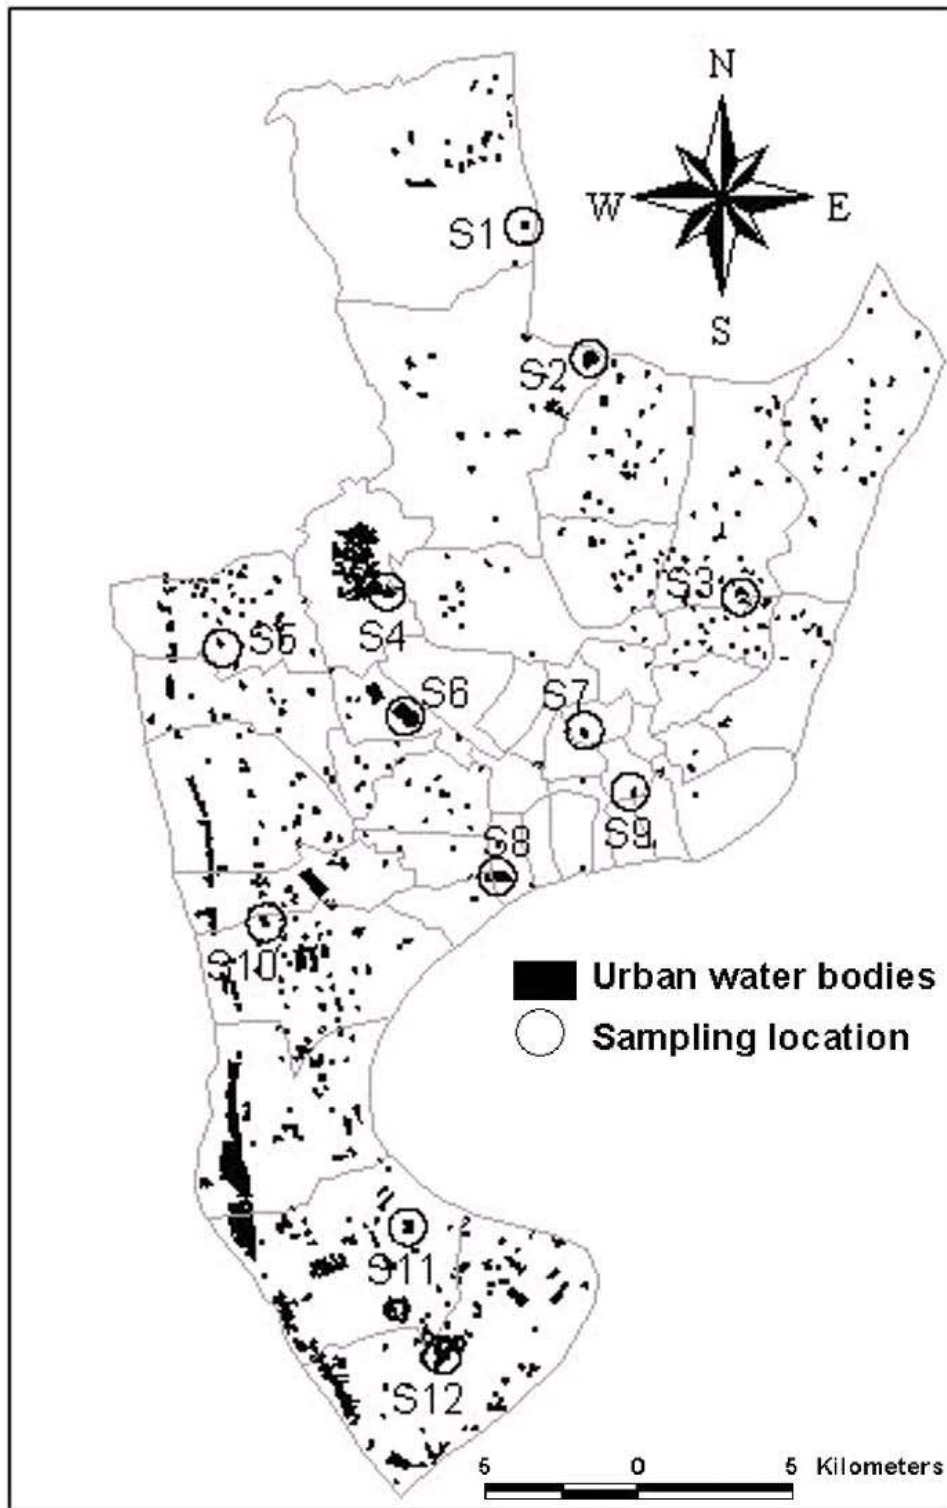 N
W E
S
S1
S2
S3
S4
S5
S6
S7
S8
S9
S10
S11
S12
Urban water bodies
Sampling location
5 0 5 Kilometers